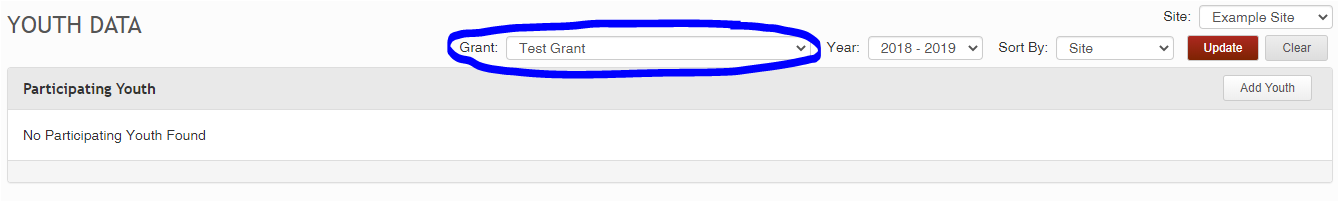 YOUTH DATA
Site: Example Site
Grant: Test Grant Year: 2018 - 2019 Sort By: Site Update Clear
Participating Youth Add Youth
No Participating Youth Found